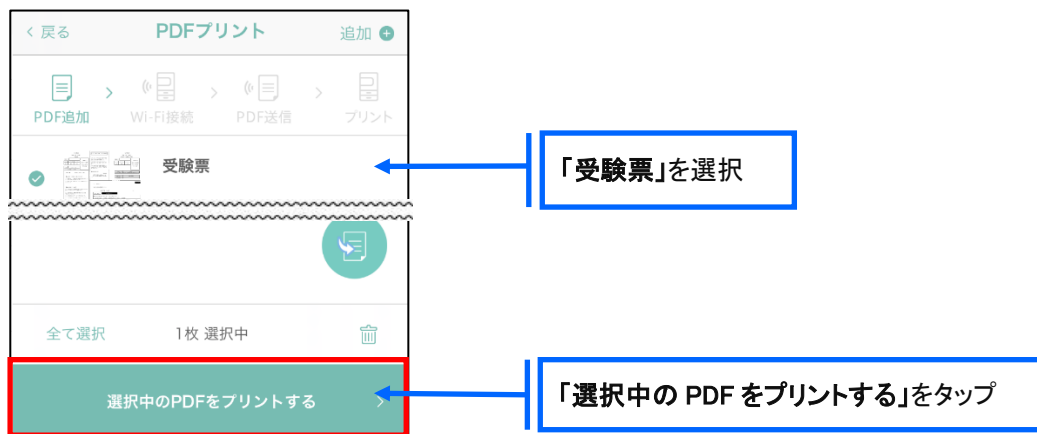 < 戻る PDFプリント 追加
PDF追加 Wi-Fi接続 PDF送信 プリント
受験票
「受験票」を選択
全て選択 1枚 選択中
選択中のPDFをプリントする >
「選択中の PDF をプリントする」をタップ